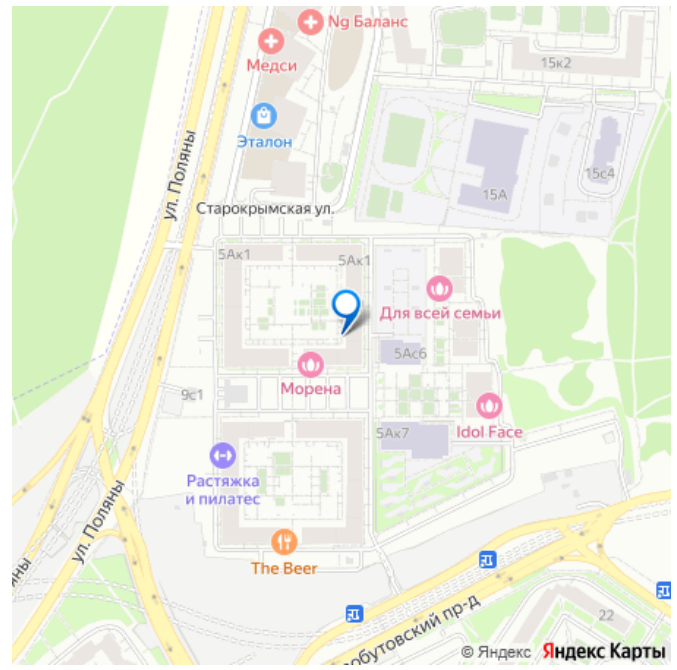 Ng Баланс
Медси
15к2
Эталон
ул. Поляны
15с4
15А
Старокрымская ул.
5Ак1
5Ак1
Для всей семьи
5Ас6
Морена
9с1
Idol Face
5Ак7
Растяжка
и пилатес
ул. Поляны
The Beer
22
обутовский пр-д
© Яндекс Яндекс Карты